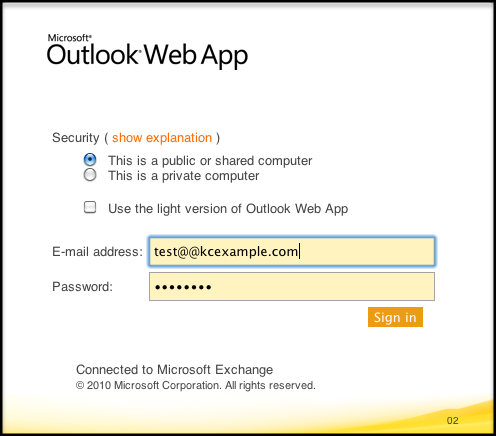 Microsoft®
Outlook® Web App
Security ( show explanation )
This is a public or shared computer
This is a private computer
Use the light version of Outlook Web App
E-mail address: test@@kcexample.com
Password: ••••••••
Sign in
Connected to Microsoft Exchange
© 2010 Microsoft Corporation. All rights reserved.
02